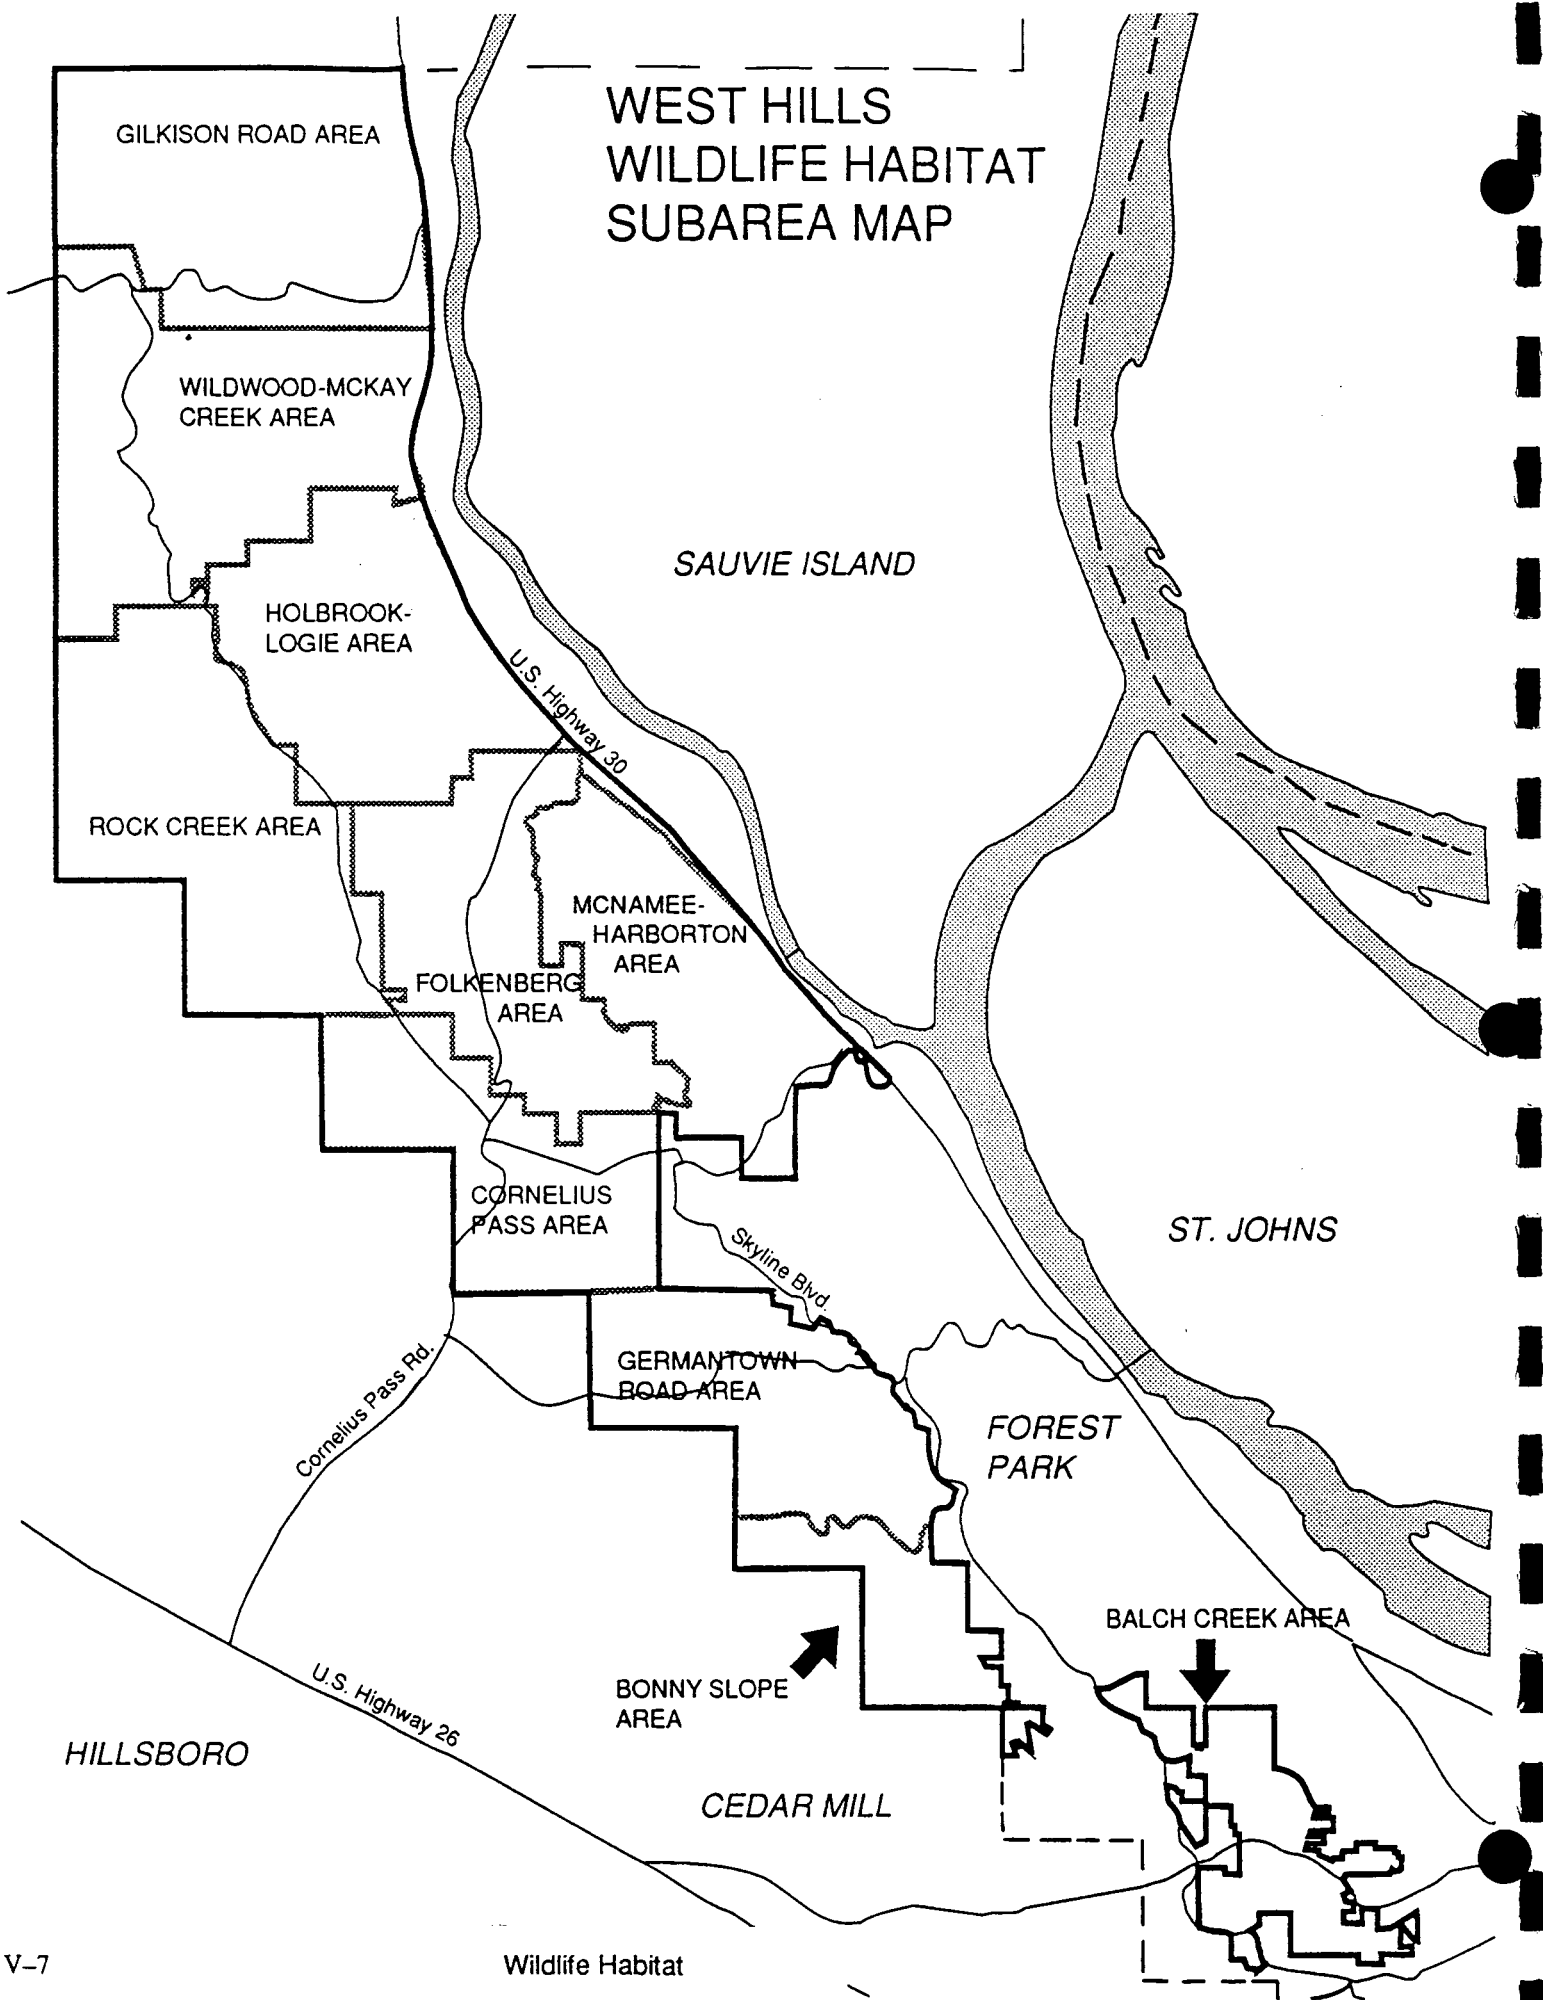 WEST HILLS
WILDLIFE HABITAT
SUBAREA MAP
GILKISON ROAD AREA
WILDWOOD-MCKAY
CREEK AREA
SAUVIE ISLAND
HOLBROOK-
LOGIE AREA
U.S. Highway 30
ROCK CREEK AREA
MCNAMEE-
HARBORTON
AREA
FOLKENBERG
AREA
CORNELIUS
PASS AREA
ST. JOHNS
Skyline Blvd.
GERMANTOWN
ROAD AREA
Cornelius Pass Rd.
FOREST
PARK
BALCH CREEK AREA
BONNY SLOPE
AREA
U.S. Highway 26
HILLSBORO
CEDAR MILL
V–7
Wildlife Habitat